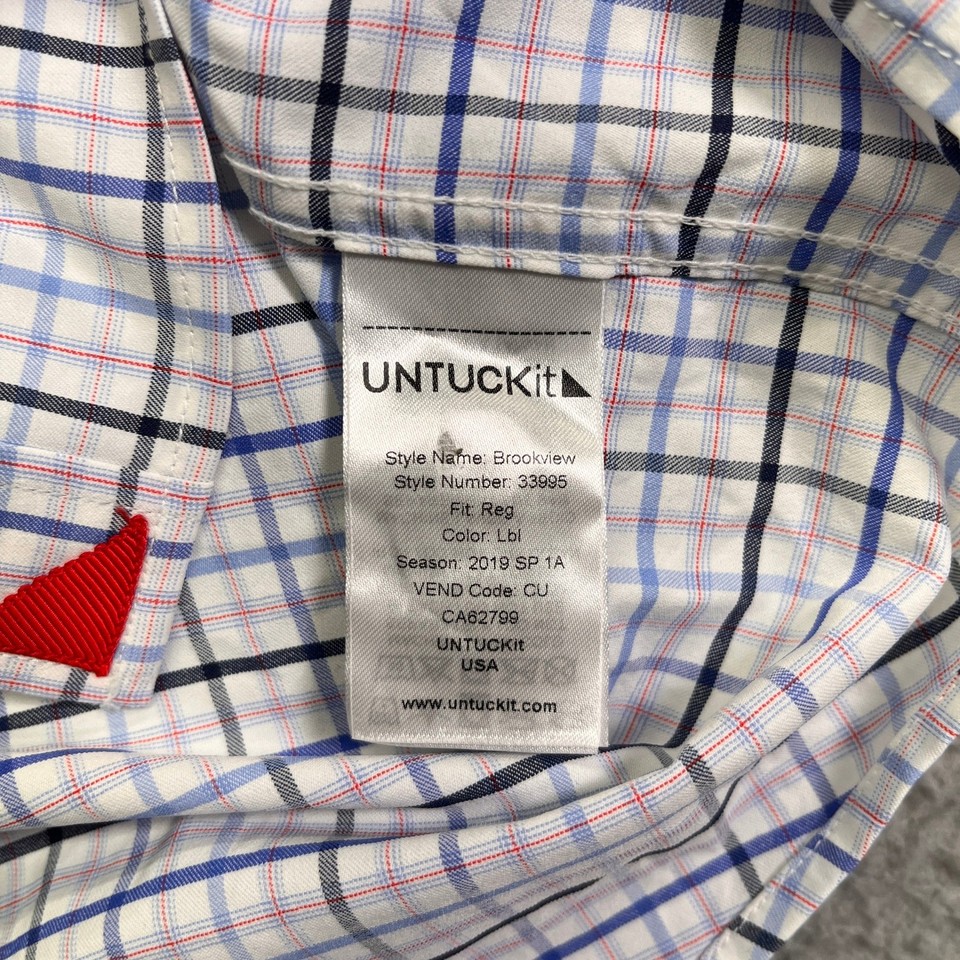 UNTUCKit
Style Name: Brookview
Style Number: 33995
Fit: Reg
Color: Lbl
Season: 2019 SP 1A
VEND Code: CU
CA62799
UNTUCKit
USA
www.untuckit.com